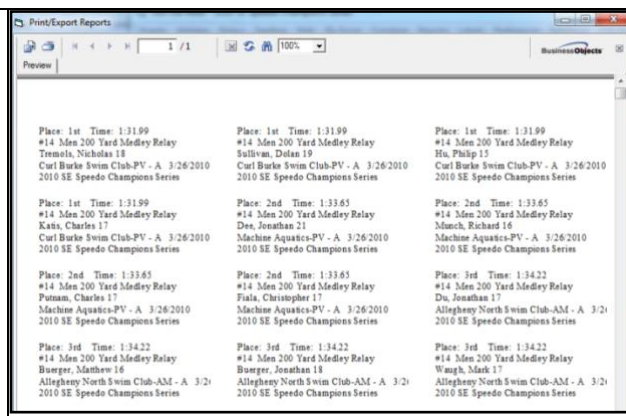 Print/Export Reports
1 /1
100%
BusinessObjects
Preview
Place: 1st Time: 1:31.99
#14 Men 200 Yard Medley Relay
Tremols, Nicholas 18
Curl Burke Swim Club-PV - A 3/26/2010
2010 SE Speedo Champions Series
Place: 1st Time: 1:31.99
#14 Men 200 Yard Medley Relay
Sullivan, Dolan 19
Curl Burke Swim Club-PV - A 3/26/2010
2010 SE Speedo Champions Series
Place: 1st Time: 1:31.99
#14 Men 200 Yard Medley Relay
Hu, Philip 15
Curl Burke Swim Club-PV - A 3/26/2010
2010 SE Speedo Champions Series
Place: 1st Time: 1:31.99
#14 Men 200 Yard Medley Relay
Katis, Charles 17
Curl Burke Swim Club-PV - A 3/26/2010
2010 SE Speedo Champions Series
Place: 2nd Time: 1:33.65
#14 Men 200 Yard Medley Relay
Dee, Jonathan 21
Machine Aquatics-PV - A 3/26/2010
2010 SE Speedo Champions Series
Place: 2nd Time: 1:33.65
#14 Men 200 Yard Medley Relay
Munch, Richard 16
Machine Aquatics-PV - A 3/26/2010
2010 SE Speedo Champions Series
Place: 2nd Time: 1:33.65
#14 Men 200 Yard Medley Relay
Putnam, Charles 17
Machine Aquatics-PV - A 3/26/2010
2010 SE Speedo Champions Series
Place: 2nd Time: 1:33.65
#14 Men 200 Yard Medley Relay
Fiala, Christopher 17
Machine Aquatics-PV - A 3/26/2010
2010 SE Speedo Champions Series
Place: 3rd Time: 1:34.22
#14 Men 200 Yard Medley Relay
Du, Jonathan 17
Allegheny North Swim Club-AM - A 3/2
2010 SE Speedo Champions Series
Place: 3rd Time: 1:34.22
#14 Men 200 Yard Medley Relay
Buerger, Matthew 16
Allegheny North Swim Club-AM - A 3/2
2010 SE Speedo Champions Series
Place: 3rd Time: 1:34.22
#14 Men 200 Yard Medley Relay
Buerger, Jonathan 18
Allegheny North Swim Club-AM - A 3/2
2010 SE Speedo Champions Series
Place: 3rd Time: 1:34.22
#14 Men 200 Yard Medley Relay
Waugh, Mark 17
Allegheny North Swim Club-AM - A 3/2
2010 SE Speedo Champions Series